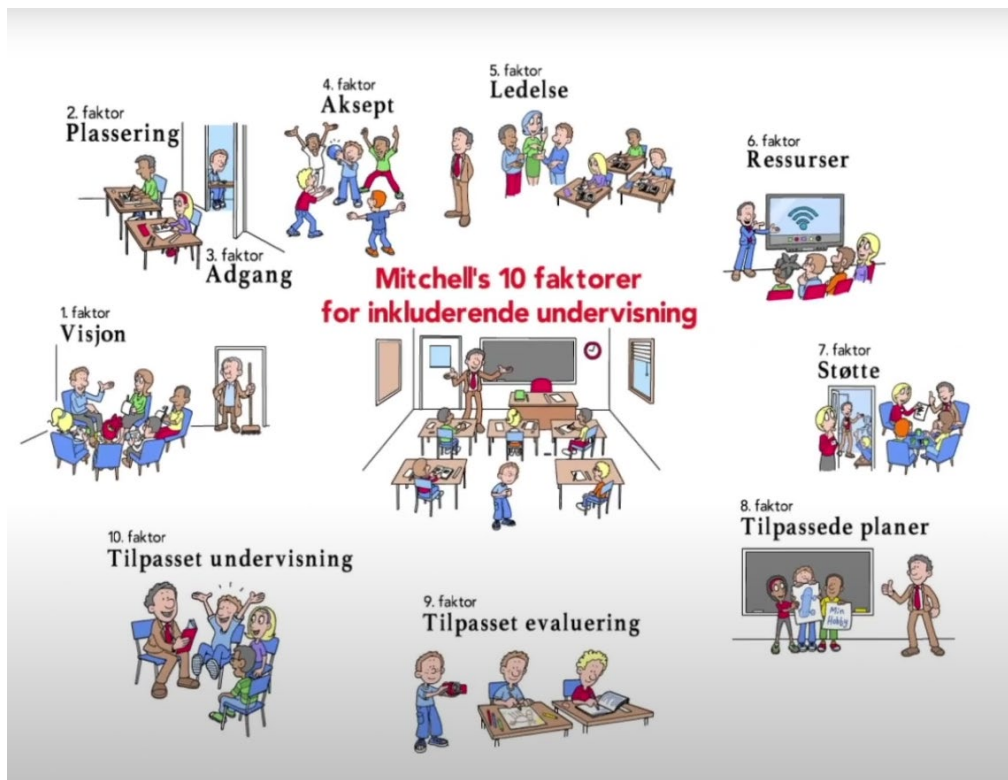 Mitchell's 10 faktorer
for inkluderende undervisning
1. faktor
Visjon
2. faktor
Plassering
3. faktor
Adgang
4. faktor
Aksept
5. faktor
Ledelse
6. faktor
Ressurser
7. faktor
Støtte
8. faktor
Tilpassede planer
Min
Hobby
9. faktor
Tilpasset evaluering
10. faktor
Tilpasset undervisning